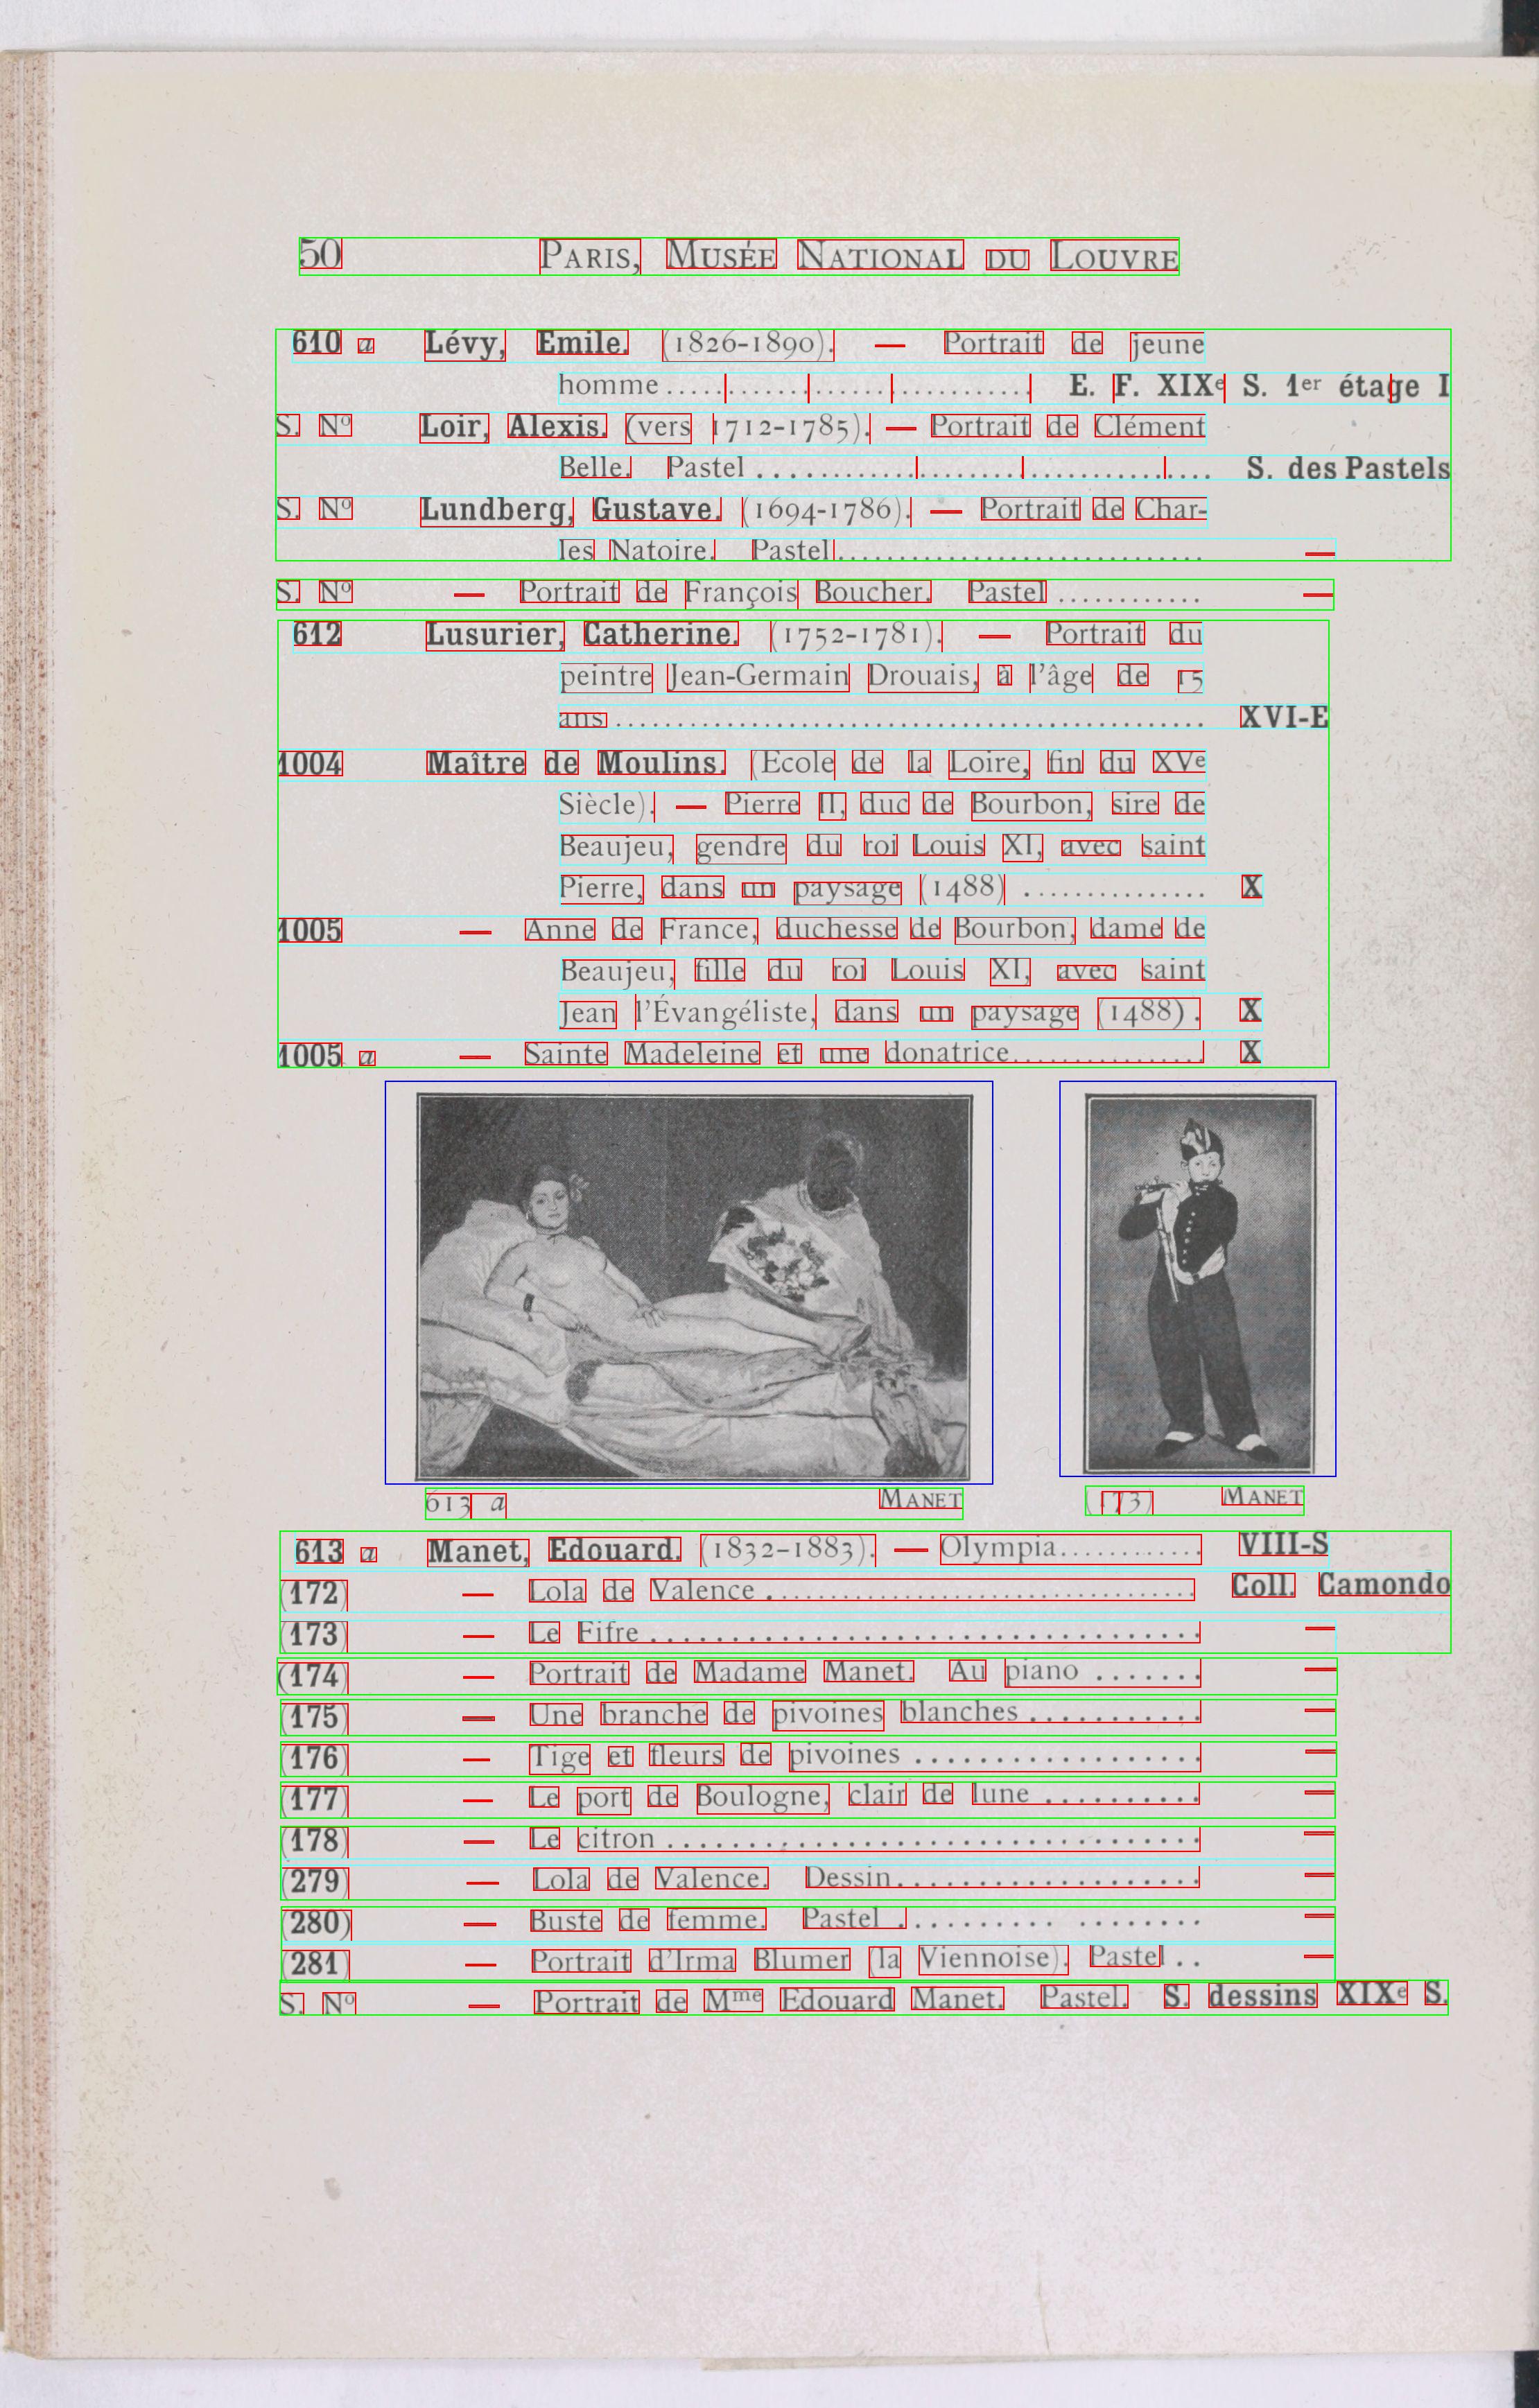 50 PARIS, MUSÉE NATIONAL DU LOUVRE
610 a Lévy, Emile. (1826-1890). — Portrait de jeune
homme .............................. E. F. XIXe S. 1er étage I
S. No Loir, Alexis. (vers 1712-1785). — Portrait de Clément
Belle. Pastel .............................. S. des Pastels
S. No Lundberg, Gustave. (1694-1786). — Portrait de Char-
les Natoire. Pastel.............................. —
S. No — Portrait de François Boucher. Pastel ............ —
612 Lusurier, Catherine. (1752-1781). — Portrait du
peintre Jean-Germain Drouais, à l'âge de 15
ans .............................. XVI-E
1004 Maître de Moulins. (Ecole de la Loire, fin du XVe
Siècle). — Pierre II, duc de Bourbon, sire de
Beaujeu, gendre du roi Louis XI, avec saint
Pierre, dans un paysage (1488) ............... X
1005 — Anne de France, duchesse de Bourbon, dame de
Beaujeu, fille du roi Louis XI, avec saint
Jean l'Évangéliste, dans un paysage (1488) . X
1005 a — Sainte Madeleine et une donatrice................ X
613 a MANET
(173) MANET
613 a Manet, Edouard. (1832-1883). — Olympia............ VIII-S
(172) — Lola de Valence .............................. Coll. Camondo
(173) — Le Fifre .............................. —
(174) — Portrait de Madame Manet. Au piano ....... —
(175) — Une branche de pivoines blanches ........... —
(176) — Tige et fleurs de pivoines .................. —
(177) — Le port de Boulogne, clair de lune .......... —
(178) — Le citron .............................. —
(279) — Lola de Valence. Dessin................... —
(280) — Buste de femme. Pastel .......... ........ —
(281) — Portrait d'Irma Blumer (la Viennoise). Pastel .. —
S. No — Portrait de Mme Edouard Manet. Pastel. S. dessins XIXe S.